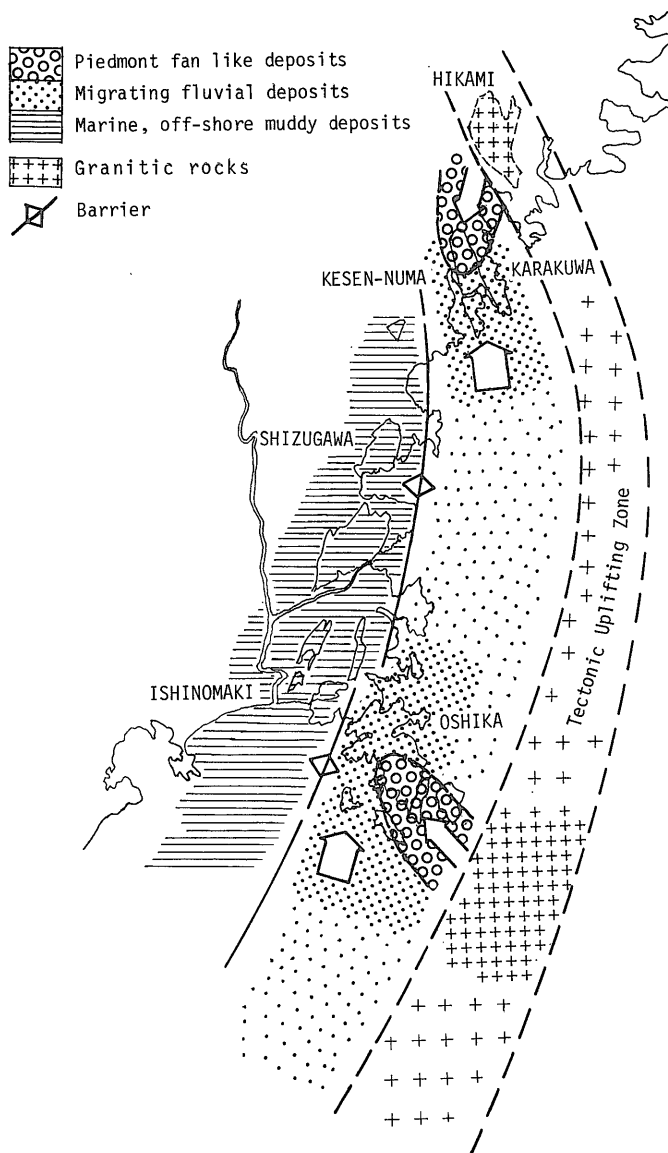 Piedmont fan like deposits
Migrating fluvial deposits
Marine, off-shore muddy deposits
Granitic rocks
Barrier
HIKAMI
KESEN-NUMA
KARAKUWA
SHIZUGAWA
Tectonic Uplifting Zone
ISHINOMAKI
OSHIKA